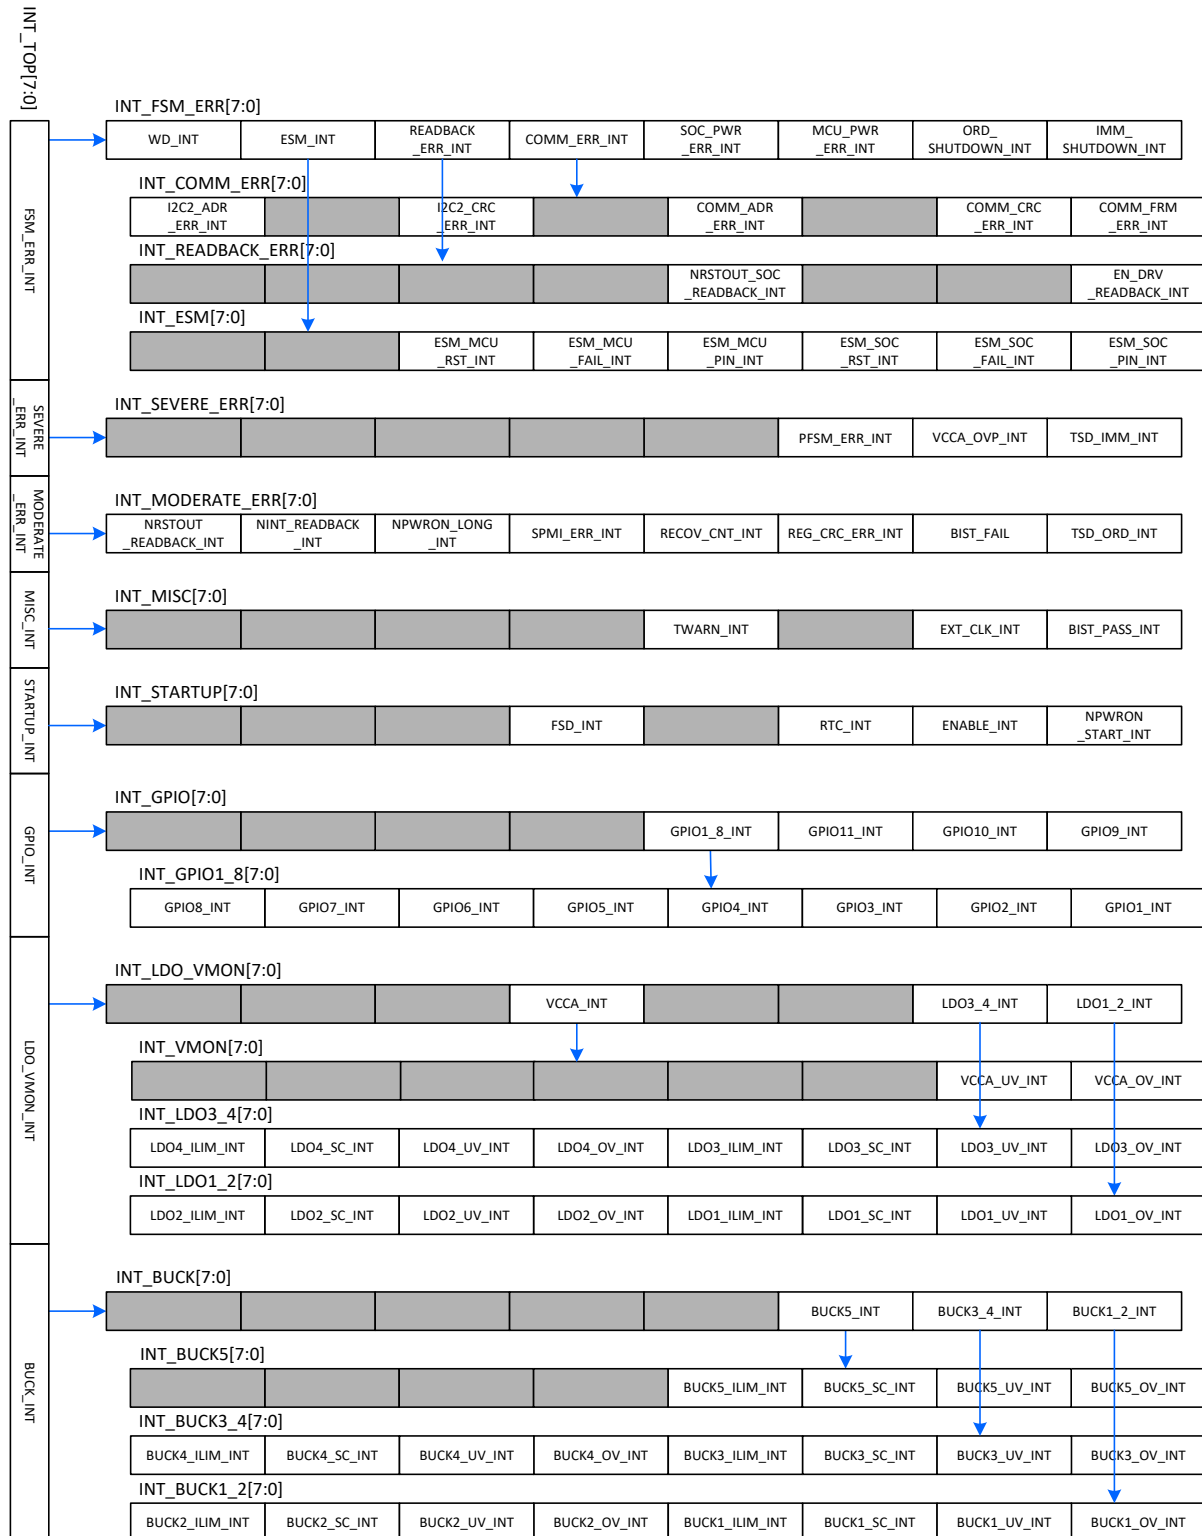 INT_TOP[7:0]
INT_FSM_ERR[7:0]
FSM_ERR_INT
WD_INT
ESM_INT
READBACK
_ERR_INT
COMM_ERR_INT
SOC_PWR
_ERR_INT
MCU_PWR
_ERR_INT
ORD_
SHUTDOWN_INT
IMM_
SHUTDOWN_INT
INT_COMM_ERR[7:0]
I2C2_ADR
_ERR_INT
I2C2_CRC
_ERR_INT
COMM_ADR
_ERR_INT
COMM_CRC
_ERR_INT
COMM_FRM
_ERR_INT
INT_READBACK_ERR[7:0]
NRSTOUT_SOC
_READBACK_INT
EN_DRV
_READBACK_INT
INT_ESM[7:0]
ESM_MCU
_RST_INT
ESM_MCU
_FAIL_INT
ESM_MCU
_PIN_INT
ESM_SOC
_RST_INT
ESM_SOC
_FAIL_INT
ESM_SOC
_PIN_INT
SEVERE
_ERR_INT
INT_SEVERE_ERR[7:0]
PFSM_ERR_INT
VCCA_OVP_INT
TSD_IMM_INT
MODERATE
_ERR_INT
INT_MODERATE_ERR[7:0]
NRSTOUT
_READBACK_INT
NINT_READBACK
_INT
NPWRON_LONG
_INT
SPMI_ERR_INT
RECOV_CNT_INT
REG_CRC_ERR_INT
BIST_FAIL
TSD_ORD_INT
MISC_INT
INT_MISC[7:0]
TWARN_INT
EXT_CLK_INT
BIST_PASS_INT
STARTUP_INT
INT_STARTUP[7:0]
FSD_INT
RTC_INT
ENABLE_INT
NPWRON
_START_INT
GPIO_INT
INT_GPIO[7:0]
GPIO1_8_INT
GPIO11_INT
GPIO10_INT
GPIO9_INT
INT_GPIO1_8[7:0]
GPIO8_INT
GPIO7_INT
GPIO6_INT
GPIO5_INT
GPIO4_INT
GPIO3_INT
GPIO2_INT
GPIO1_INT
LDO_VMON_INT
INT_LDO_VMON[7:0]
VCCA_INT
LDO3_4_INT
LDO1_2_INT
INT_VMON[7:0]
VCCA_UV_INT
VCCA_OV_INT
INT_LDO3_4[7:0]
LDO4_ILIM_INT
LDO4_SC_INT
LDO4_UV_INT
LDO4_OV_INT
LDO3_ILIM_INT
LDO3_SC_INT
LDO3_UV_INT
LDO3_OV_INT
INT_LDO1_2[7:0]
LDO2_ILIM_INT
LDO2_SC_INT
LDO2_UV_INT
LDO2_OV_INT
LDO1_ILIM_INT
LDO1_SC_INT
LDO1_UV_INT
LDO1_OV_INT
BUCK_INT
INT_BUCK[7:0]
BUCK5_INT
BUCK3_4_INT
BUCK1_2_INT
INT_BUCK5[7:0]
BUCK5_ILIM_INT
BUCK5_SC_INT
BUCK5_UV_INT
BUCK5_OV_INT
INT_BUCK3_4[7:0]
BUCK4_ILIM_INT
BUCK4_SC_INT
BUCK4_UV_INT
BUCK4_OV_INT
BUCK3_ILIM_INT
BUCK3_SC_INT
BUCK3_UV_INT
BUCK3_OV_INT
INT_BUCK1_2[7:0]
BUCK2_ILIM_INT
BUCK2_SC_INT
BUCK2_UV_INT
BUCK2_OV_INT
BUCK1_ILIM_INT
BUCK1_SC_INT
BUCK1_UV_INT
BUCK1_OV_INT